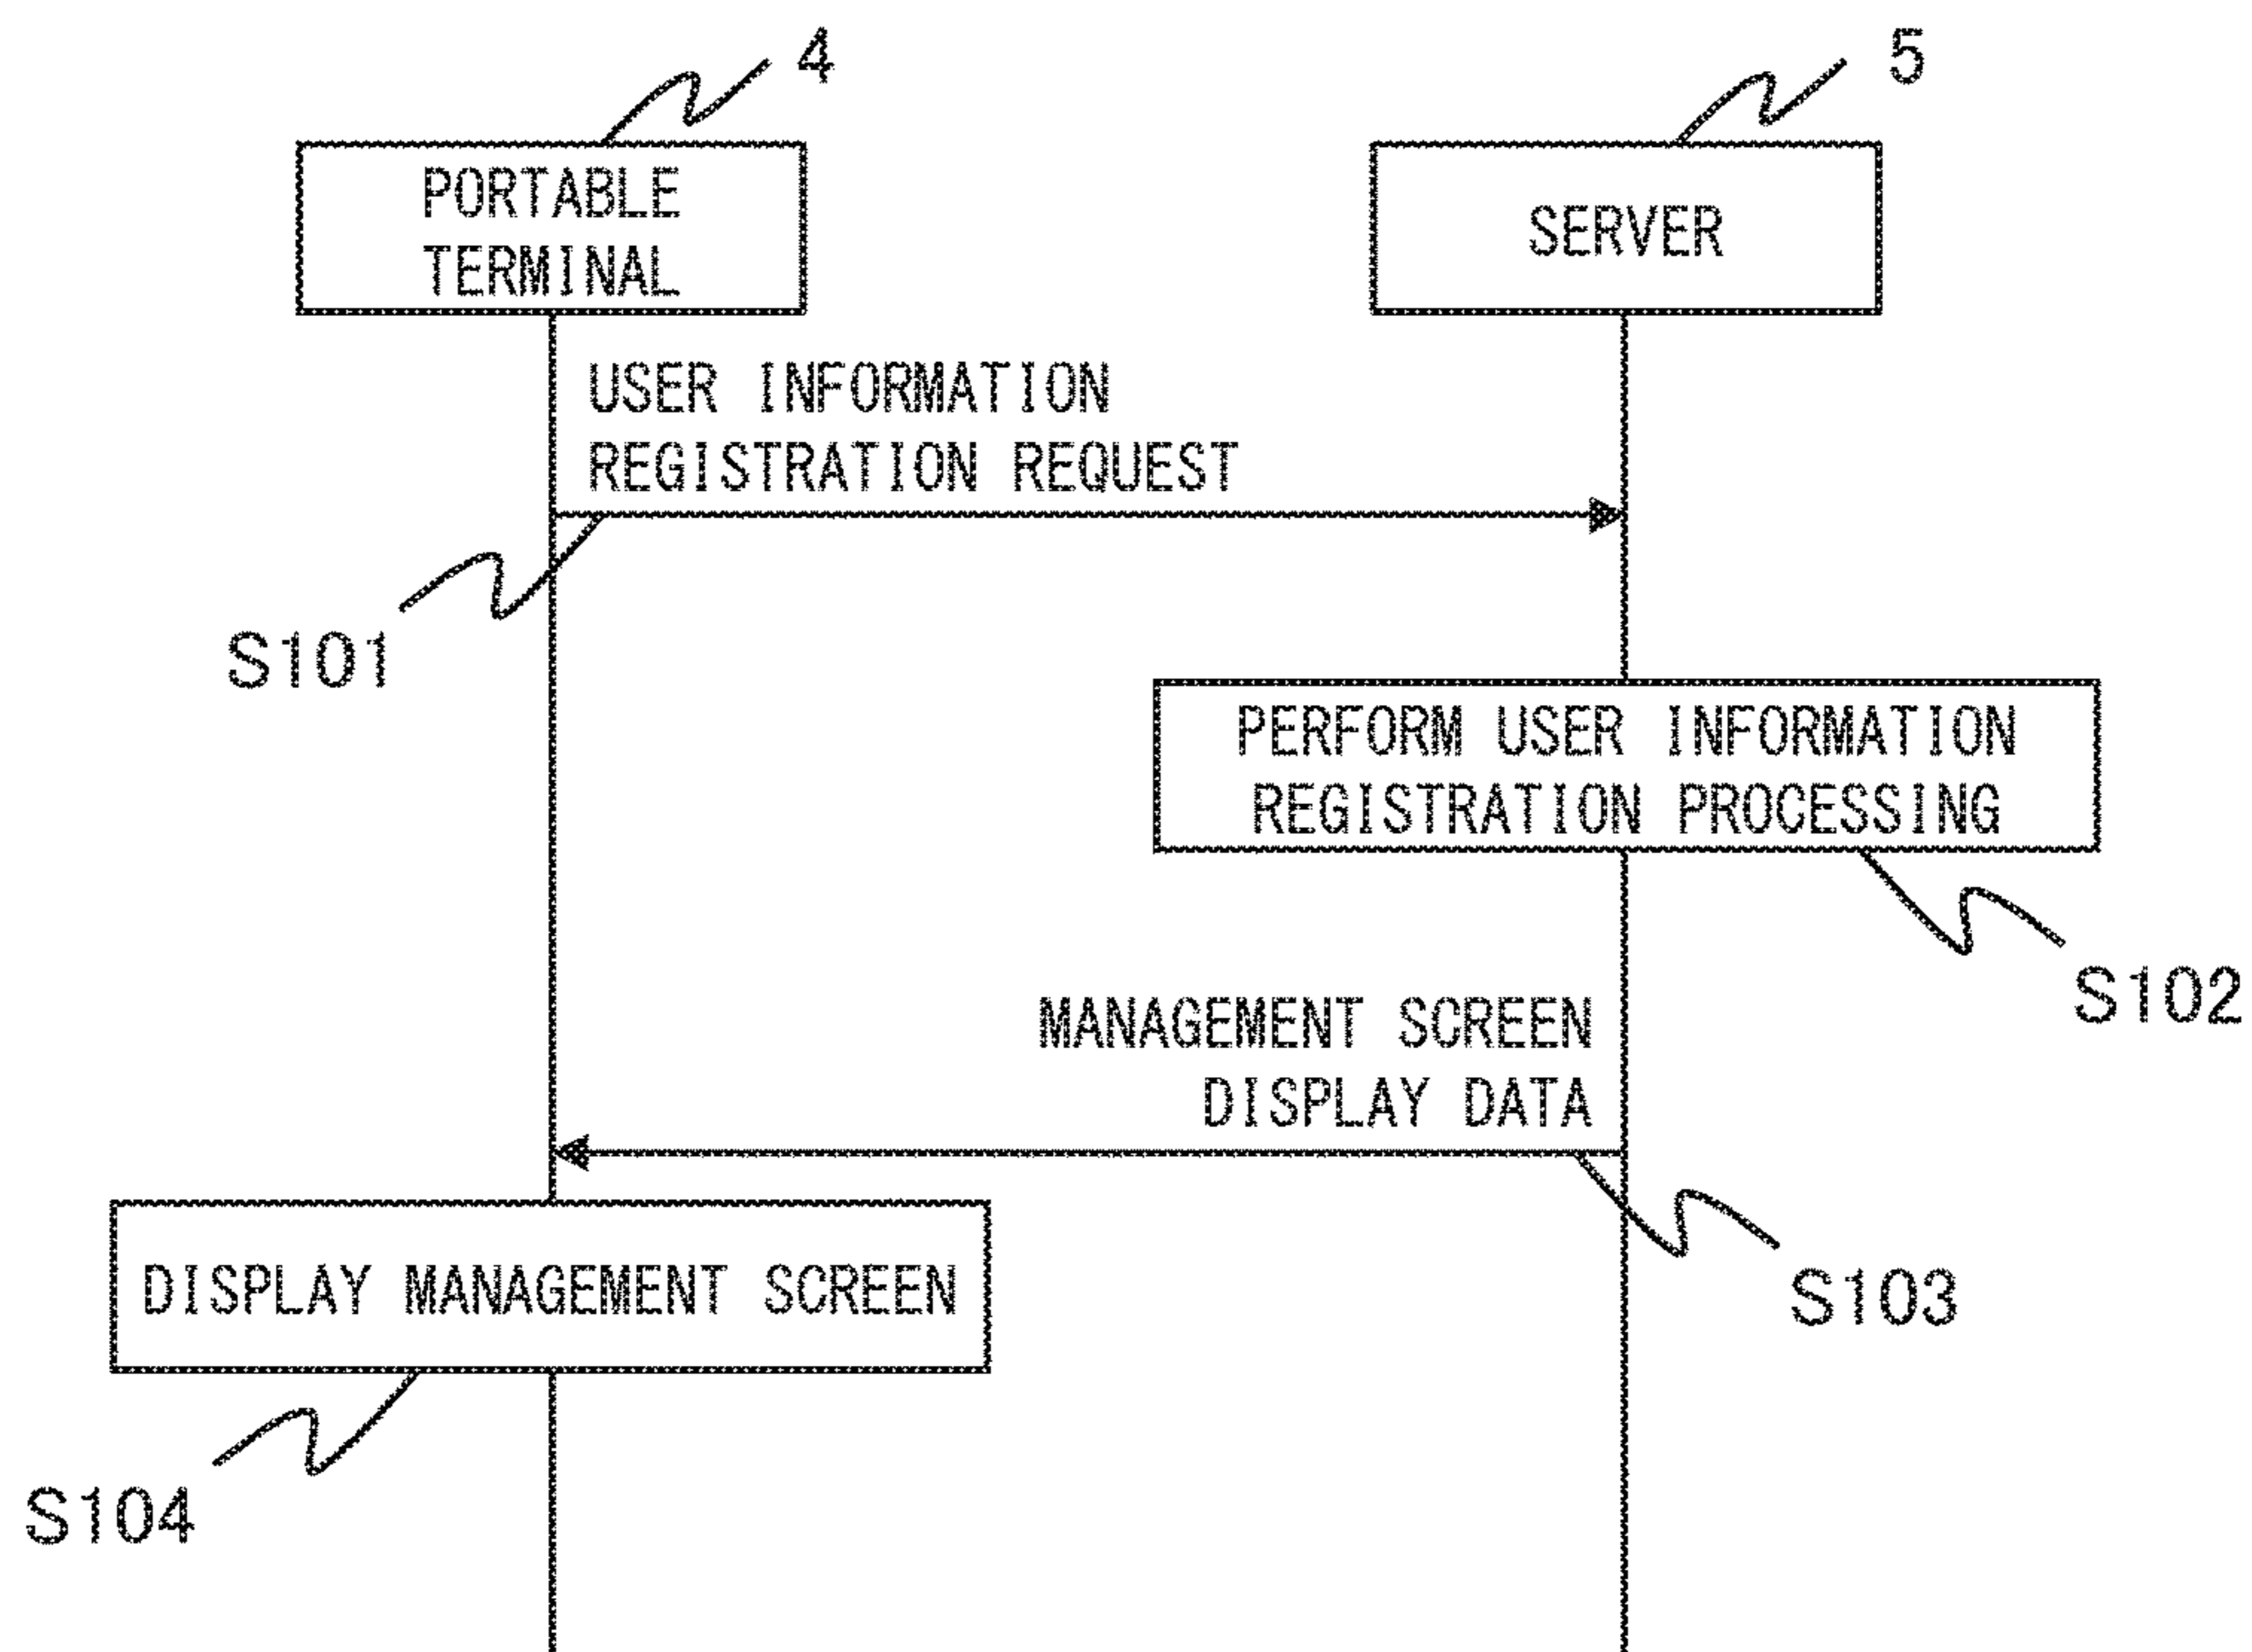 4
5
PORTABLE
TERMINAL
SERVER
USER INFORMATION
REGISTRATION REQUEST
S101
PERFORM USER INFORMATION
REGISTRATION PROCESSING
S102
MANAGEMENT SCREEN
DISPLAY DATA
S103
DISPLAY MANAGEMENT SCREEN
S104